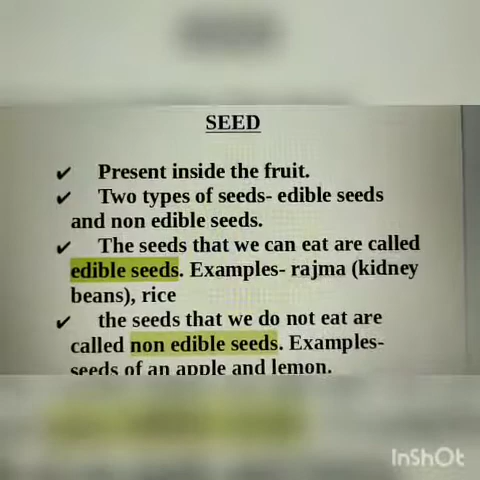 SEED
✔ Present inside the fruit.
✔ Two types of seeds- edible seeds
and non edible seeds.
✔ The seeds that we can eat are called
edible seeds. Examples- rajma (kidney
beans), rice
✔ the seeds that we do not eat are
called non edible seeds. Examples-
seeds of an apple and lemon.
InShOt